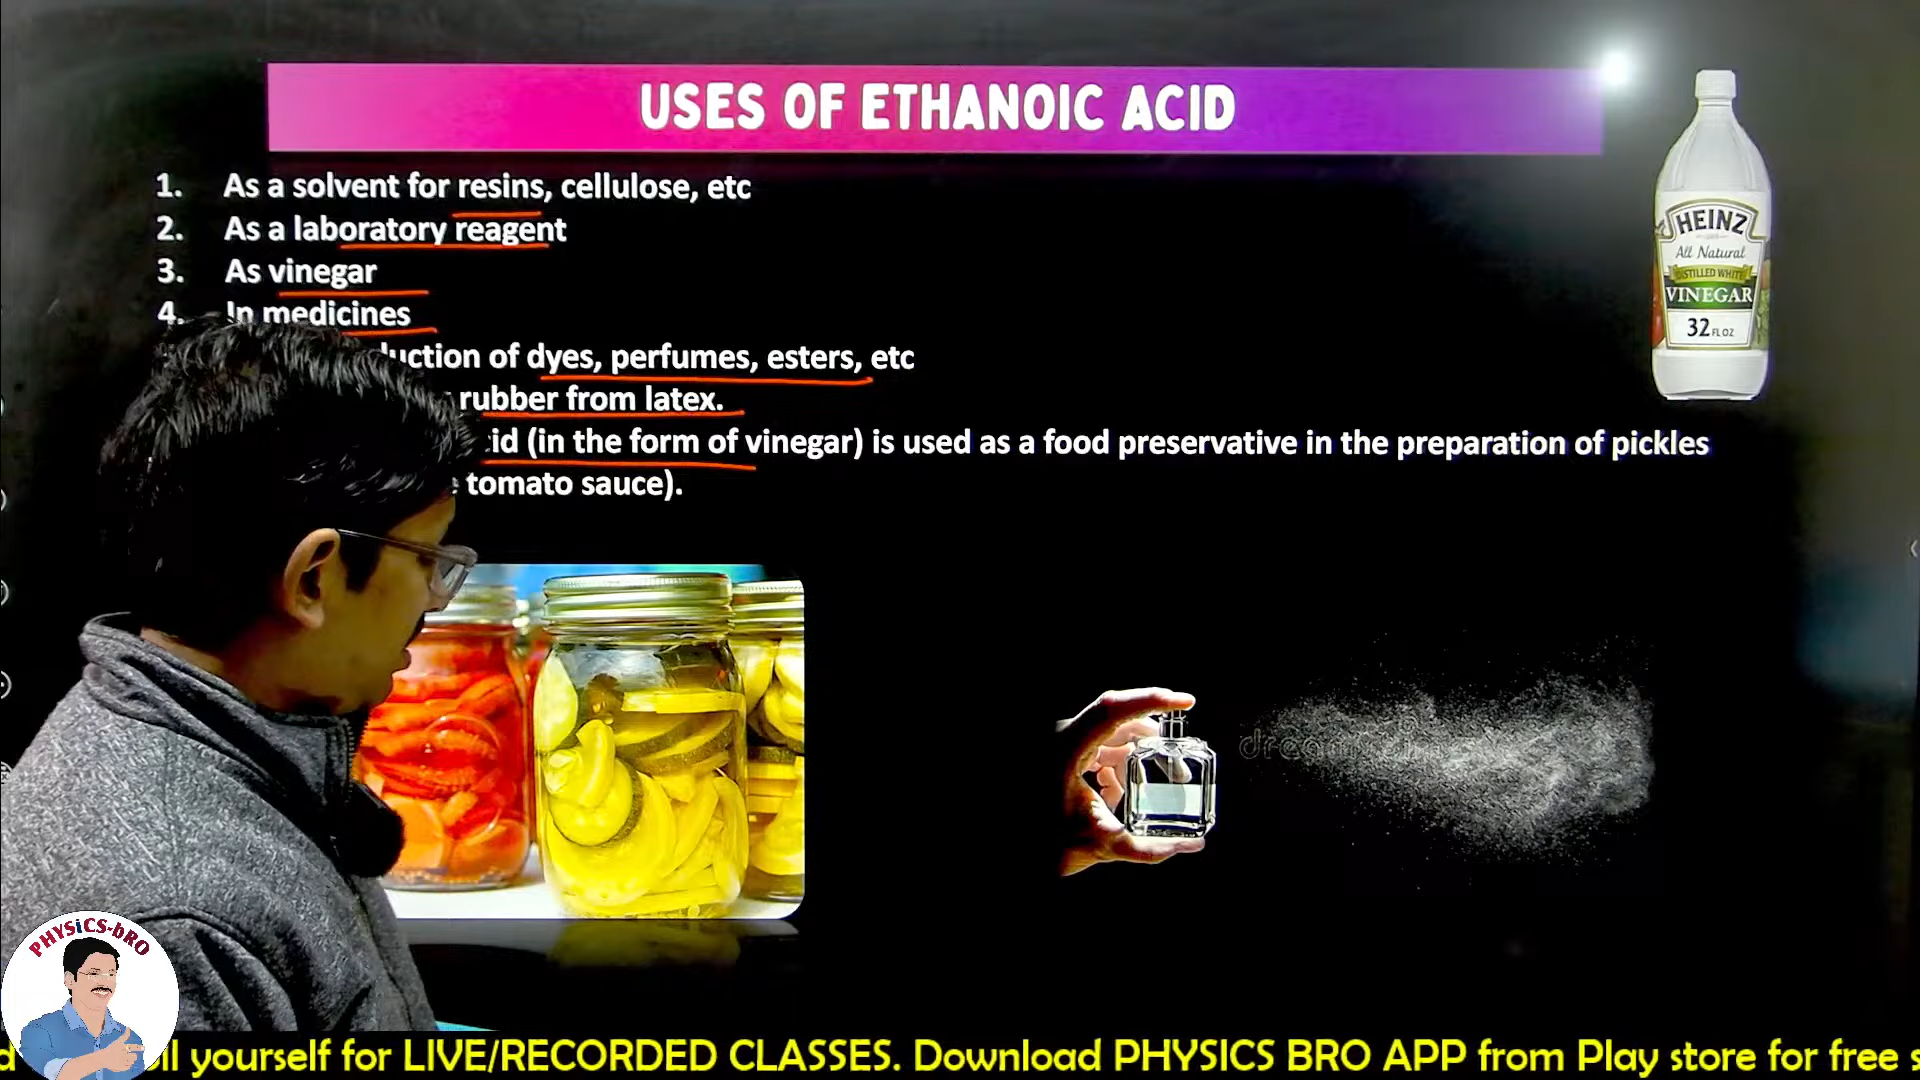 USES OF ETHANOIC ACID
1. As a solvent for resins, cellulose, etc
2. As a laboratory reagent
3. As vinegar
4. In medicines
uction of dyes, perfumes, esters, etc
rubber from latex.
cid (in the form of vinegar) is used as a food preservative in the preparation of pickles
tomato sauce).
HEINZ
All Natural
DISTILLED WHITE
VINEGAR
32 FL OZ
PHYSiCS-bRO
ll yourself for LIVE/RECORDED CLASSES. Download PHYSICS BRO APP from Play store for free s